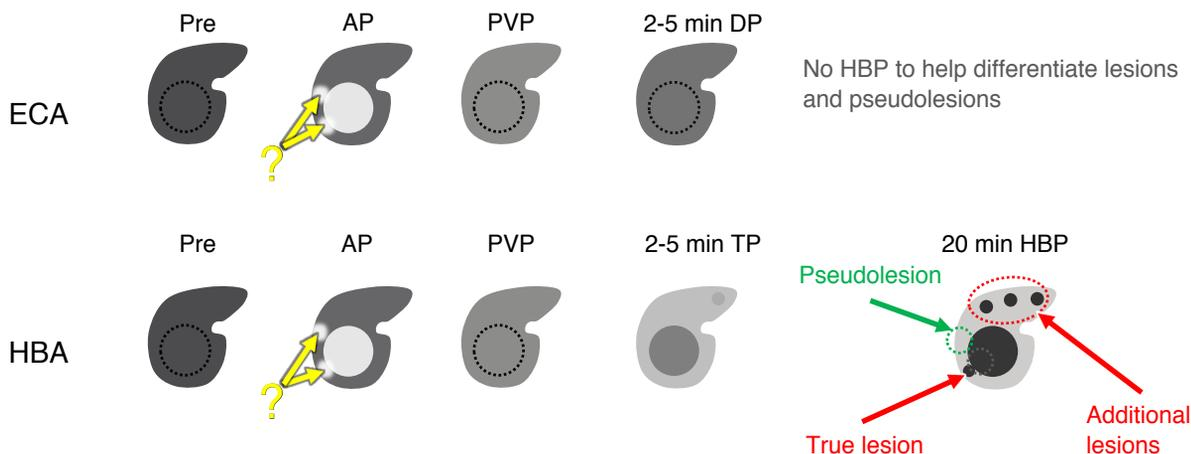 Pre AP PVP 2-5 min DP
No HBP to help differentiate lesions
and pseudolesions
ECA
?
Pre AP PVP 2-5 min TP 20 min HBP
Pseudolesion
HBA
?
Additional
lesions
True lesion